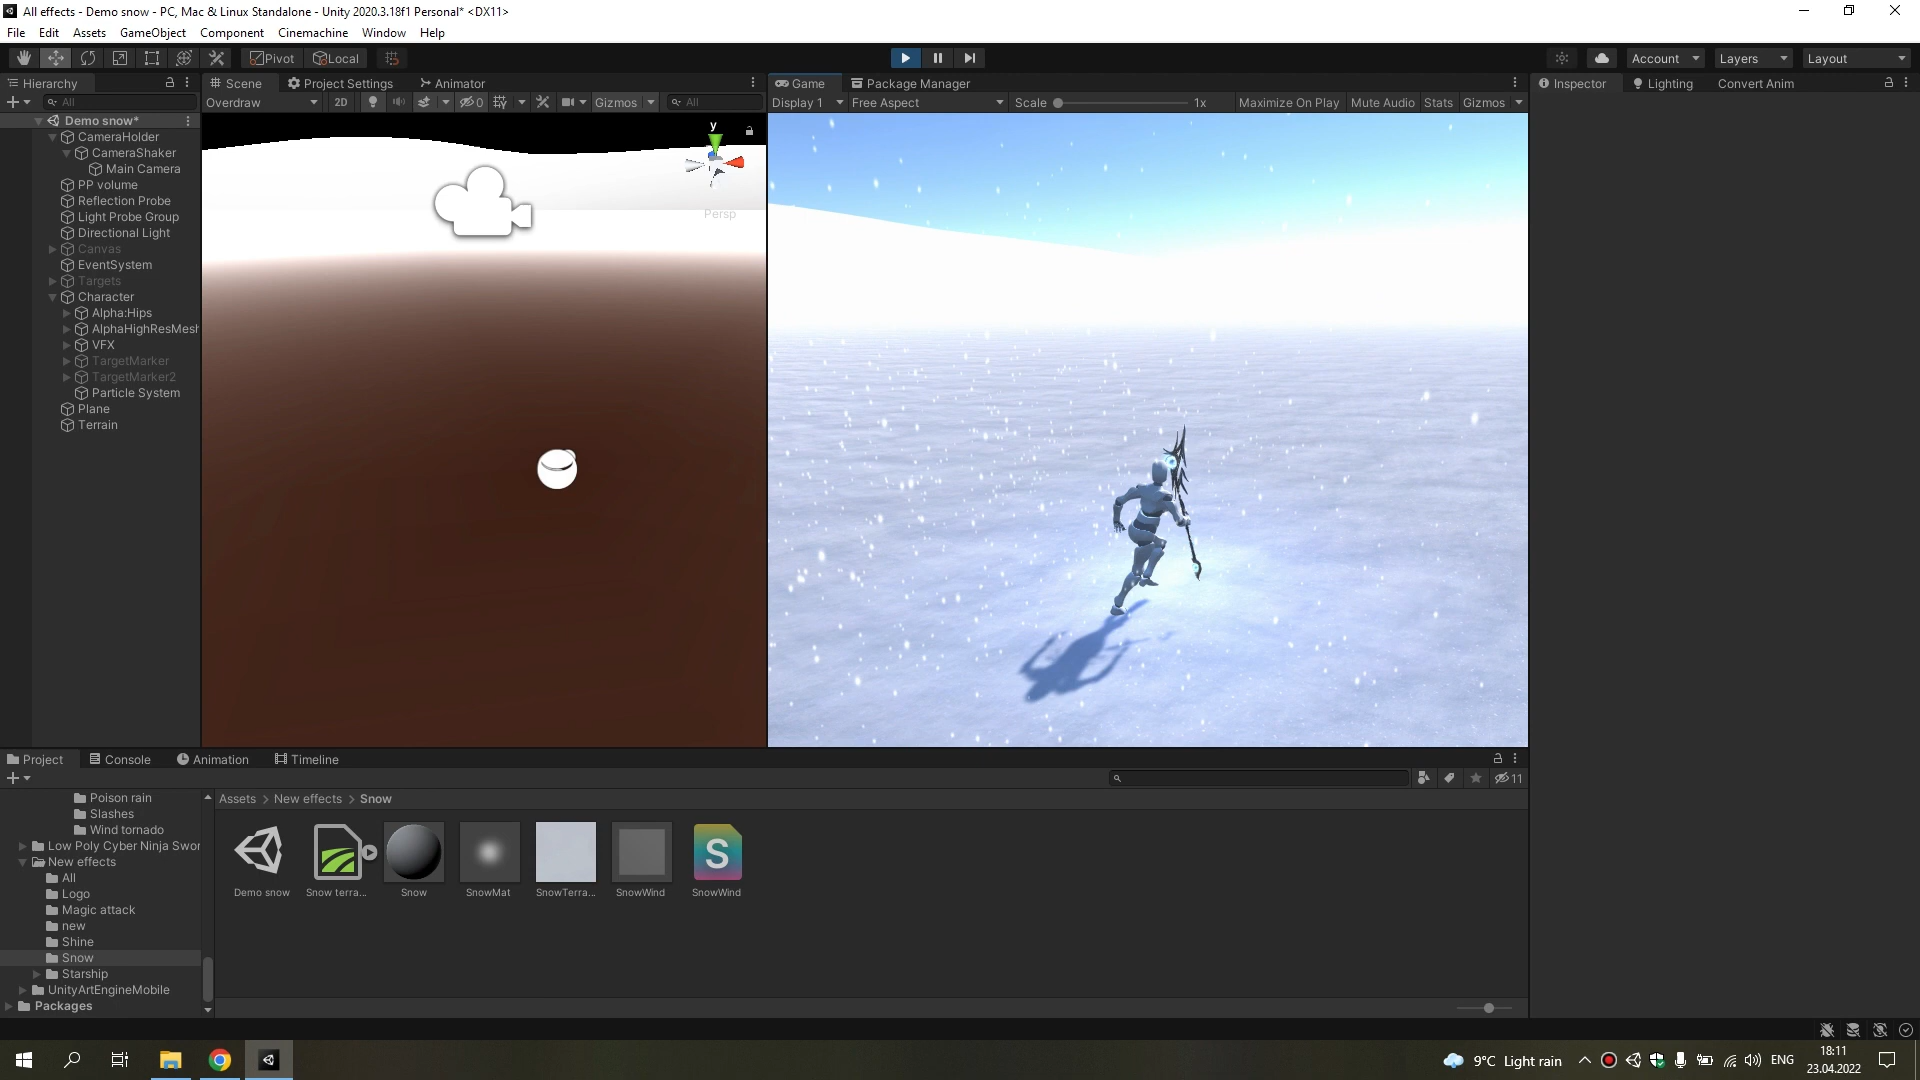 All effects - Demo snow - PC, Mac & Linux Standalone - Unity 2020.3.18f1 Personal* <DX11>
File Edit Assets GameObject Component Cinemachine Window Help
Pivot Local Account Layers Layout
Hierarchy Scene Project Settings Animator Game Package Manager Inspector Lighting Convert Anim
All Overdraw 2D 0 Gizmos All Display 1 Free Aspect Scale 1x Maximize On Play Mute Audio Stats Gizmos
Demo snow*
CameraHolder
CameraShaker
Main Camera
PP volume
Reflection Probe
Light Probe Group
Directional Light
Canvas
EventSystem
Targets
Character
Alpha:Hips
AlphaHighResMesh
VFX
TargetMarker
TargetMarker2
Particle System
Plane
Terrain
y
Persp
Project Console Animation Timeline
11
Poison rain
Slashes
Wind tornado
Low Poly Cyber Ninja Swor
New effects
All
Logo
Magic attack
new
Shine
Snow
Starship
UnityArtEngineMobile
Packages
Assets > New effects > Snow
S
Demo snow Snow terra... Snow SnowMat SnowTerra... SnowWind SnowWind
9°C Light rain ENG 18:11
23.04.2022